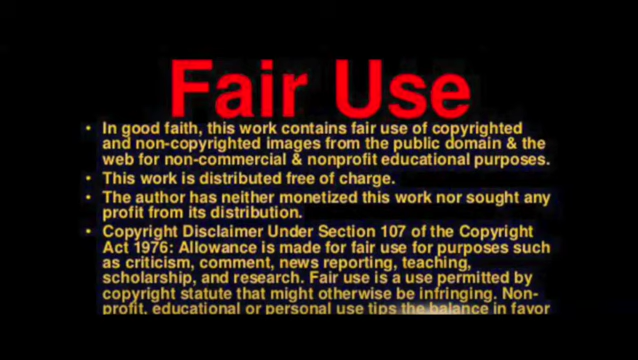 Fair Use
• In good faith, this work contains fair use of copyrighted
and non-copyrighted images from the public domain & the
web for non-commercial & nonprofit educational purposes.
• This work is distributed free of charge.
• The author has neither monetized this work nor sought any
profit from its distribution.
• Copyright Disclaimer Under Section 107 of the Copyright
Act 1976: Allowance is made for fair use for purposes such
as criticism, comment, news reporting, teaching,
scholarship, and research. Fair use is a use permitted by
copyright statute that might otherwise be infringing. Non-
profit, educational or personal use tips the balance in favor